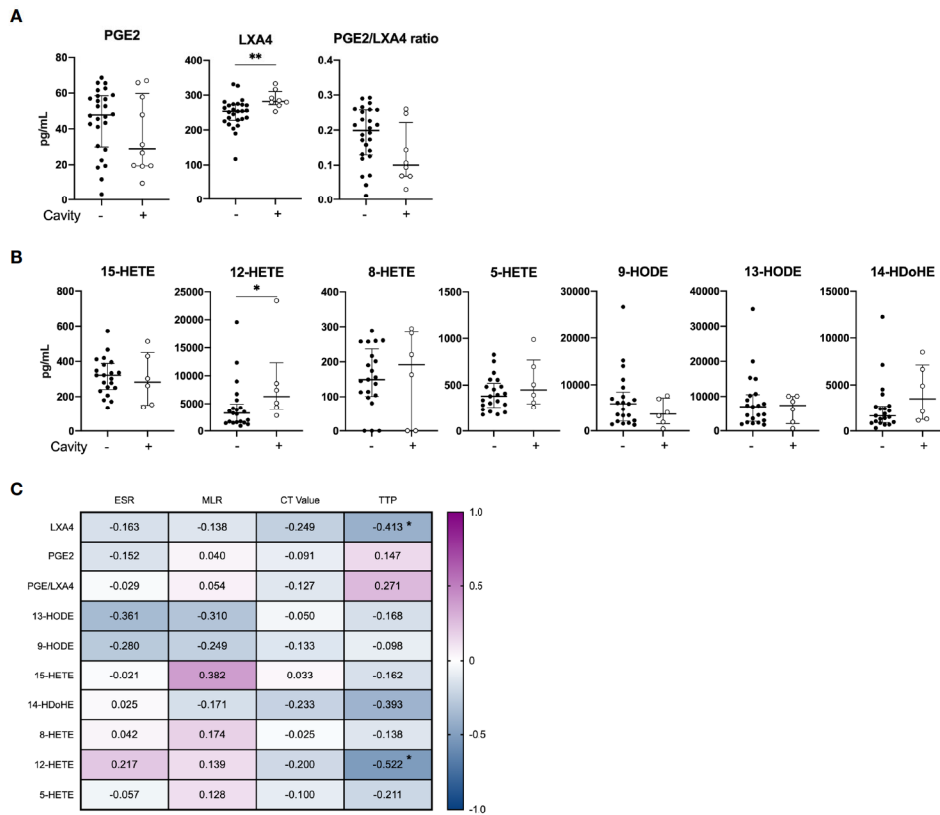 A
PGE2
LXA4
PGE2/LXA4 ratio
**
pg/mL
80
60
40
20
0
400
300
200
100
0
0.4
0.3
0.2
0.1
0.0
Cavity
- +
- +
- +
B
15-HETE
12-HETE
8-HETE
5-HETE
9-HODE
13-HODE
14-HDoHE
*
pg/mL
800
600
400
200
0
25000
20000
15000
10000
5000
0
400
300
200
100
0
1500
1000
500
0
30000
20000
10000
0
40000
30000
20000
10000
0
15000
10000
5000
0
Cavity
- +
- +
- +
- +
- +
- +
- +
C
ESR MLR CT Value TTP
LXA4 -0.163 -0.138 -0.249 -0.413 *
PGE2 -0.152 0.040 -0.091 0.147
PGE/LXA4 -0.029 0.054 -0.127 0.271
13-HODE -0.361 -0.310 -0.050 -0.168
9-HODE -0.280 -0.249 -0.133 -0.098
15-HETE -0.021 0.382 0.033 -0.162
14-HDoHE 0.025 -0.171 -0.233 -0.393
8-HETE 0.042 0.174 -0.025 -0.138
12-HETE 0.217 0.139 -0.200 -0.522 *
5-HETE -0.057 0.128 -0.100 -0.211
1.0
0.5
0
-0.5
-1.0